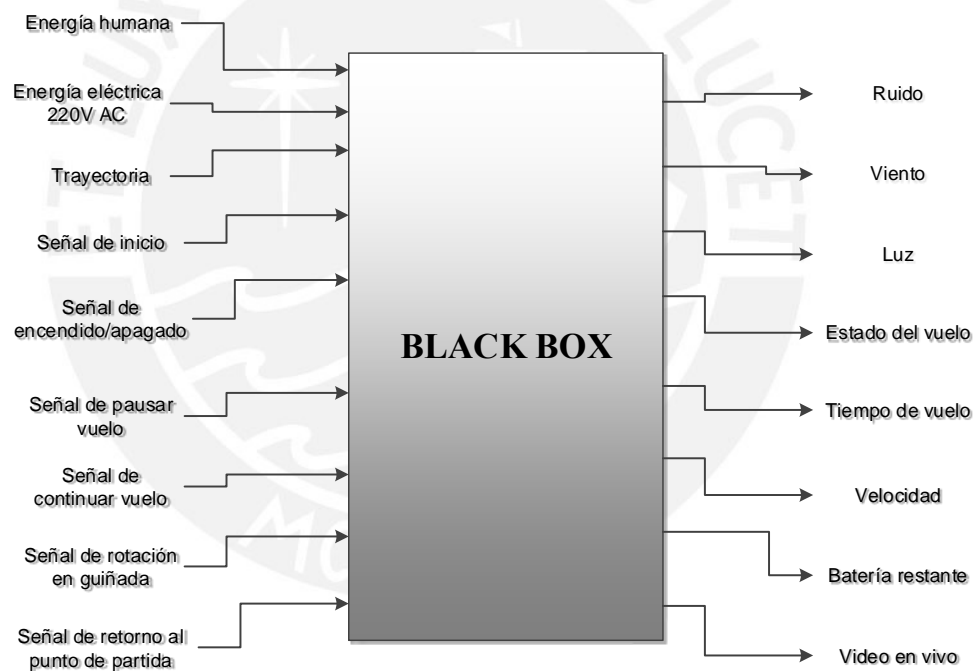 Energía humana
Energía eléctrica
220V AC
Trayectoria
Señal de inicio
Señal de
encendido/apagado
Señal de pausar
vuelo
Señal de
continuar vuelo
Señal de rotación
en guiñada
Señal de retorno al
punto de partida
BLACK BOX
Ruido
Viento
Luz
Estado del vuelo
Tiempo de vuelo
Velocidad
Batería restante
Video en vivo